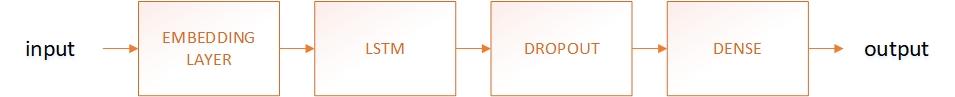 input
EMBEDDING
LAYER
LSTM
DROPOUT
DENSE
output